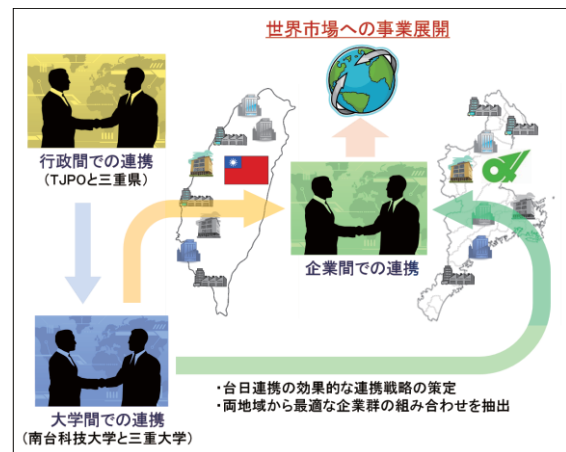 世界市場への事業展開
行政間での連携
(TJPOと三重県)
企業間での連携
大学間での連携
(南台科技大学と三重大学)
・台日連携の効果的な連携戦略の策定
・両地域から最適な企業群の組み合わせを抽出